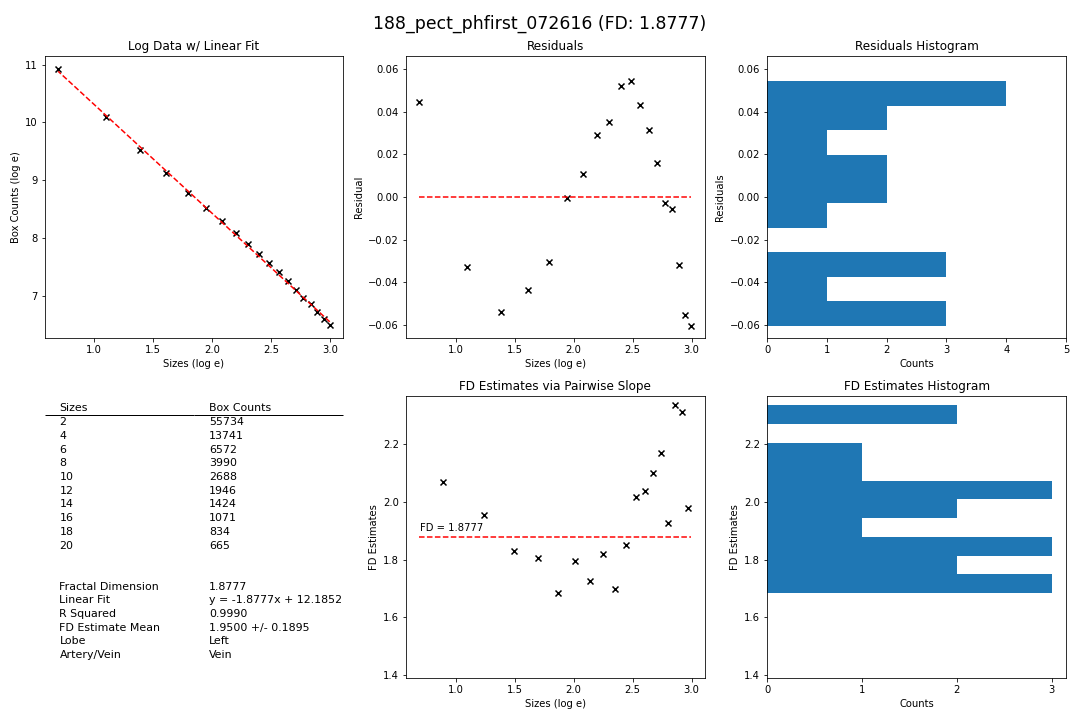 188_pect_phfirst_072616 (FD: 1.8777)
Log Data w/ Linear Fit
11
10
9
8
7
Box Counts (log e)
1.0 1.5 2.0 2.5 3.0
Sizes (log e)
Residuals
0.06
0.04
0.02
0.00
−0.02
−0.04
−0.06
Residual
1.0 1.5 2.0 2.5 3.0
Sizes (log e)
Residuals Histogram
0.06
0.04
0.02
0.00
−0.02
−0.04
−0.06
Residuals
0 1 2 3 4 5
Counts
Sizes Box Counts
2 55734
4 13741
6 6572
8 3990
10 2688
12 1946
14 1424
16 1071
18 834
20 665
Fractal Dimension 1.8777
Linear Fit y = -1.8777x + 12.1852
R Squared 0.9990
FD Estimate Mean 1.9500 +/- 0.1895
Lobe Left
Artery/Vein Vein
FD Estimates via Pairwise Slope
2.2
2.0
1.8
1.6
1.4
FD Estimates
FD = 1.8777
1.0 1.5 2.0 2.5 3.0
Sizes (log e)
FD Estimates Histogram
2.2
2.0
1.8
1.6
1.4
FD Estimates
0 1 2 3
Counts